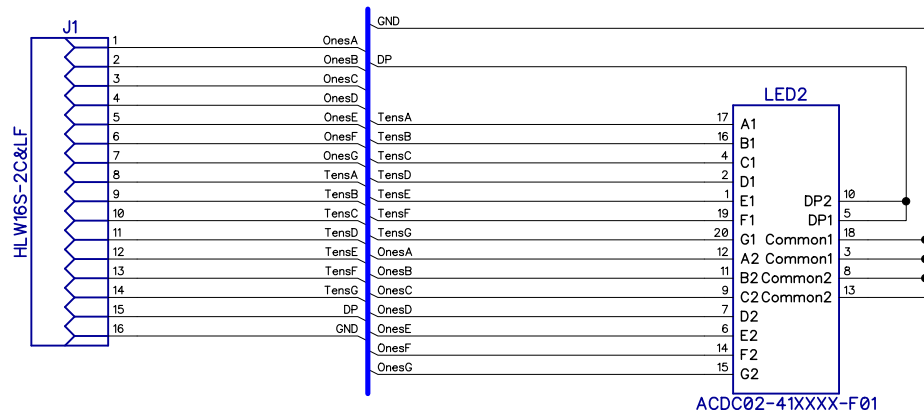 GND
J1
1 OnesA
2 OnesB DP
3 OnesC
4 OnesD LED2
5 OnesE TensA 17 A1
6 OnesF TensB 16 B1
7 OnesG TensC 4 C1
8 TensA TensD 2 D1
9 TensB TensE 1 E1 DP2 10
10 TensC TensF 19 F1 DP1 5
11 TensD TensG 20 G1 Common1 18
12 TensE OnesA 12 A2 Common1 3
13 TensF OnesB 11 B2 Common2 8
14 TensG OnesC 9 C2 Common2 13
15 DP OnesD 7 D2
16 GND OnesE 6 E2
OnesF 14 F2
OnesG 15 G2
HLW16S-2C&LF
ACDC02-41XXXX-F01